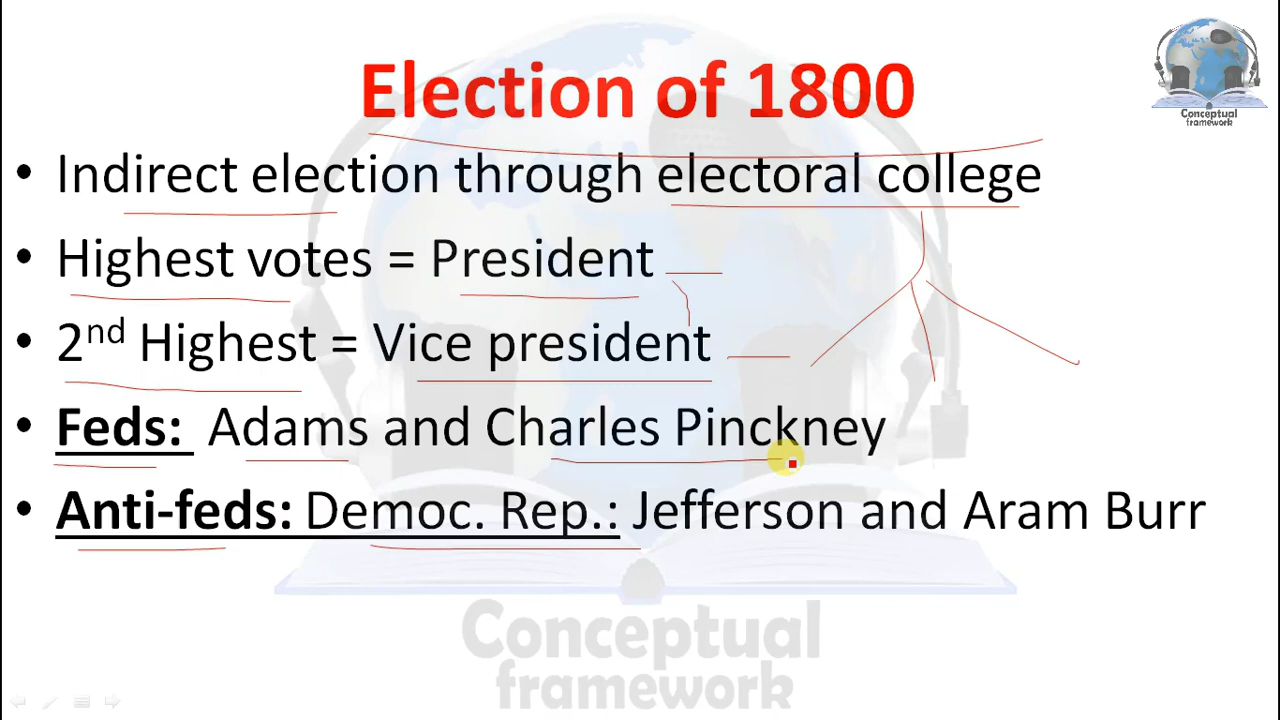 Election of 1800
Conceptual
framework
• Indirect election through electoral college
• Highest votes = President
• 2nd Highest = Vice president
• Feds: Adams and Charles Pinckney
• Anti-feds: Democ. Rep.: Jefferson and Aram Burr
Conceptual
framework